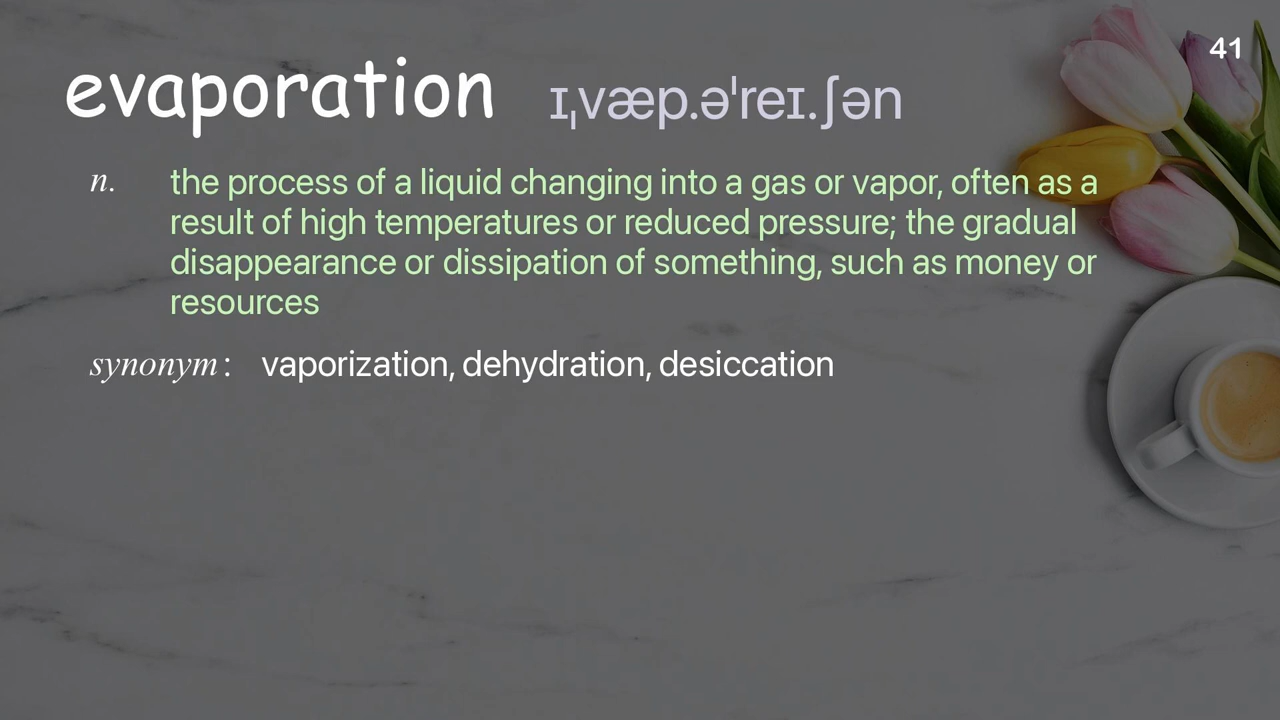 41
evaporation ɪˌvæp.əˈreɪ.ʃən
n. the process of a liquid changing into a gas or vapor, often as a
result of high temperatures or reduced pressure; the gradual
disappearance or dissipation of something, such as money or
resources
synonym: vaporization, dehydration, desiccation